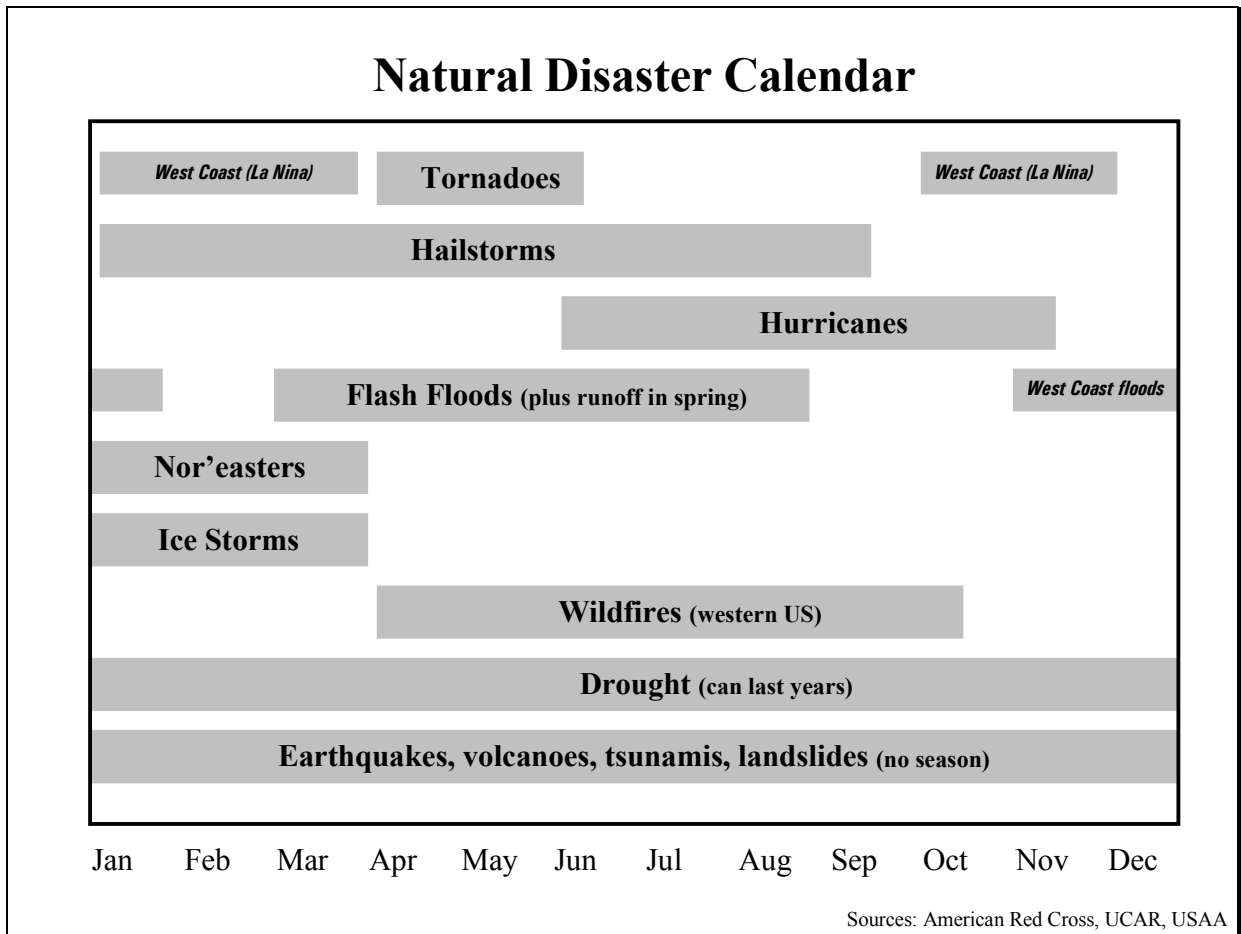 Natural Disaster Calendar
West Coast (La Nina)
Tornadoes
West Coast (La Nina)
Hailstorms
Hurricanes
Flash Floods (plus runoff in spring)
West Coast floods
Nor’easters
Ice Storms
Wildfires (western US)
Drought (can last years)
Earthquakes, volcanoes, tsunamis, landslides (no season)
Jan Feb Mar Apr May Jun Jul Aug Sep Oct Nov Dec
Sources: American Red Cross, UCAR, USAA